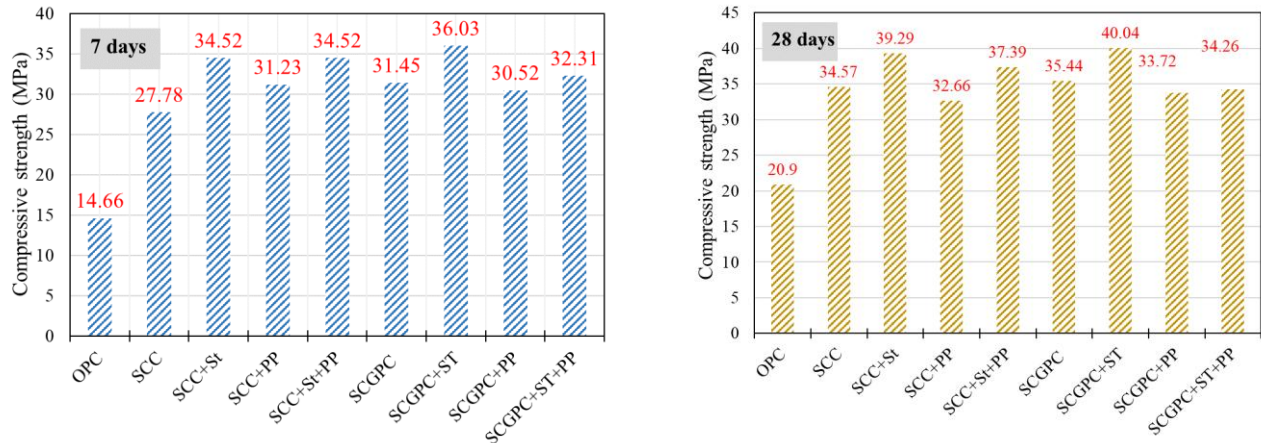 7 days
Compressive strength (MPa)
40
35
30
25
20
15
10
5
0
14.66
27.78
34.52
31.23
34.52
31.45
36.03
30.52
32.31
OPC
SCC
SCC+St
SCC+PP
SCC+St+PP
SCGPC
SCGPC+ST
SCGPC+PP
SCGPC+ST+PP
28 days
Compressive strength (MPa)
45
40
35
30
25
20
15
10
5
0
20.9
34.57
39.29
32.66
37.39
35.44
40.04
33.72
34.26
OPC
SCC
SCC+St
SCC+PP
SCC+St+PP
SCGPC
SCGPC+ST
SCGPC+PP
SCGPC+ST+PP